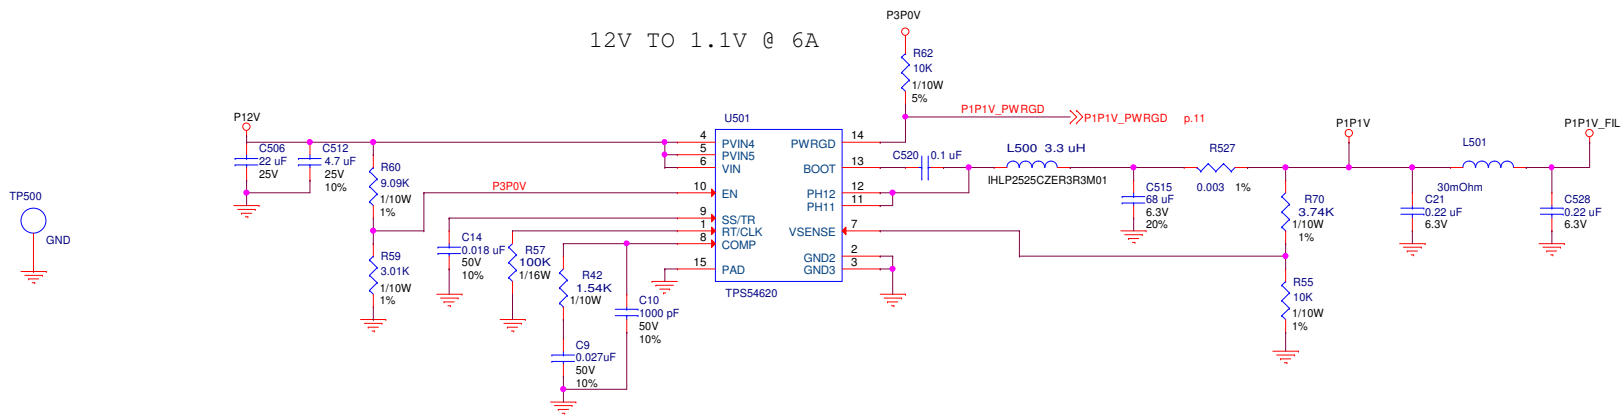 12V TO 1.1V @ 6A
P3P0V
R62
10K
1/10W
5%
P1P1V_PWRGD
P1P1V_PWRGD p.11
P12V
C506
22 uF
25V
C512
4.7 uF
25V
10%
R60
9.09K
1/10W
1%
P3P0V
R59
3.01K
1/10W
1%
TP500
GND
C14
0.018 uF
50V
10%
R57
100K
1/16W
R42
1.54K
1/10W
C9
0.027uF
50V
10%
C10
1000 pF
50V
10%
U501
4 PVIN4
5 PVIN5
6 VIN
10 EN
9 SS/TR
1 RT/CLK
8 COMP
15 PAD
PWRGD 14
BOOT 13
PH12 12
PH11 11
VSENSE 7
GND2 2
GND3 3
TPS54620
C520 0.1 uF
L500 3.3 uH
IHLP2525CZER3R3M01
C515
68 uF
6.3V
20%
R527
0.003 1%
R70
3.74K
1/10W
1%
R55
10K
1/10W
1%
P1P1V
C21
0.22 uF
6.3V
L501
30mOhm
P1P1V_FIL
C528
0.22 uF
6.3V